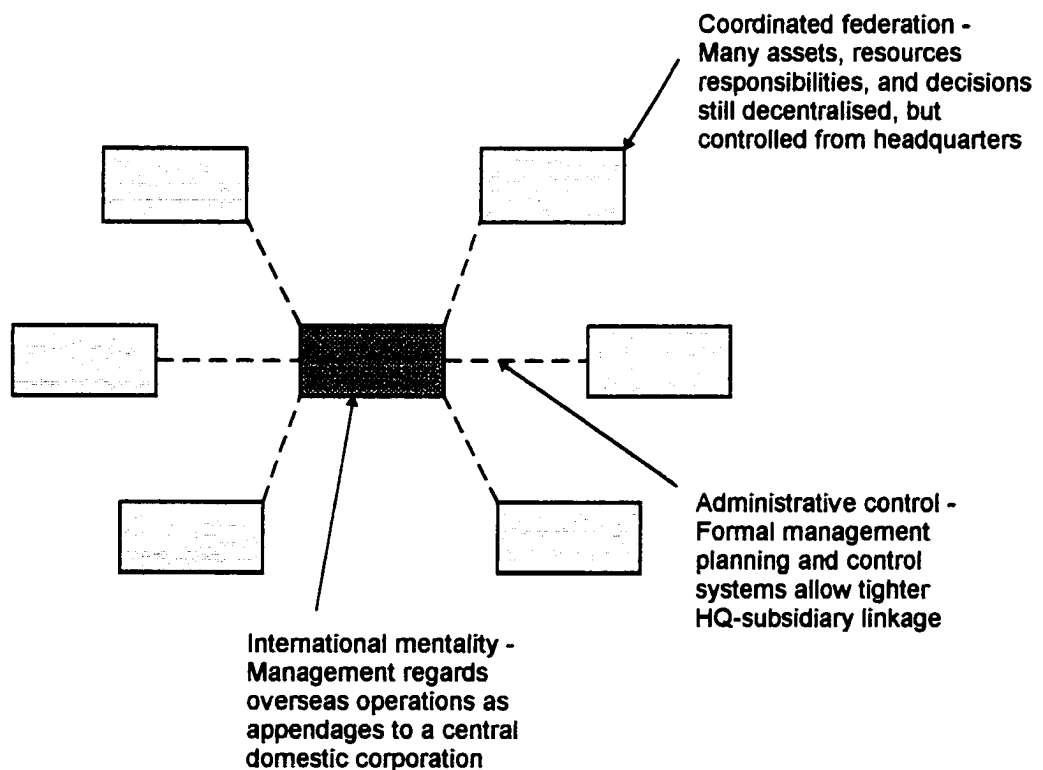 Coordinated federation -
Many assets, resources
responsibilities, and decisions
still decentralised, but
controlled from headquarters
Administrative control -
Formal management
planning and control
systems allow tighter
HQ-subsidiary linkage
International mentality -
Management regards
overseas operations as
appendages to a central
domestic corporation